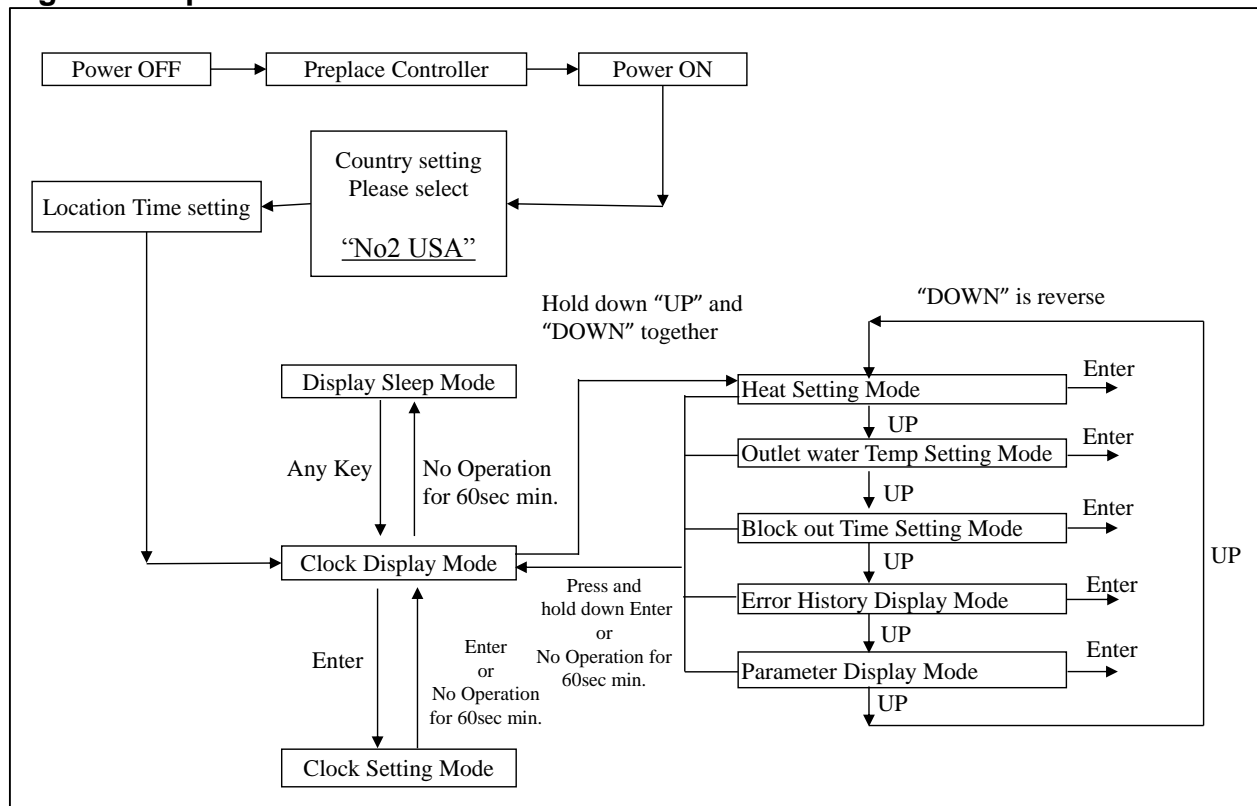 Power OFF
Preplace Controller
Power ON
Country setting
Please select
“No2 USA”
Location Time setting
Hold down “UP” and
“DOWN” together
“DOWN” is reverse
Display Sleep Mode
Any Key
No Operation
for 60sec min.
Clock Display Mode
Enter
Enter
or
No Operation
for 60sec min.
Clock Setting Mode
Press and
hold down Enter
or
No Operation for
60sec min.
Heat Setting Mode
Enter
UP
Outlet water Temp Setting Mode
Enter
UP
Block out Time Setting Mode
Enter
UP
Error History Display Mode
Enter
UP
Parameter Display Mode
Enter
UP
UP